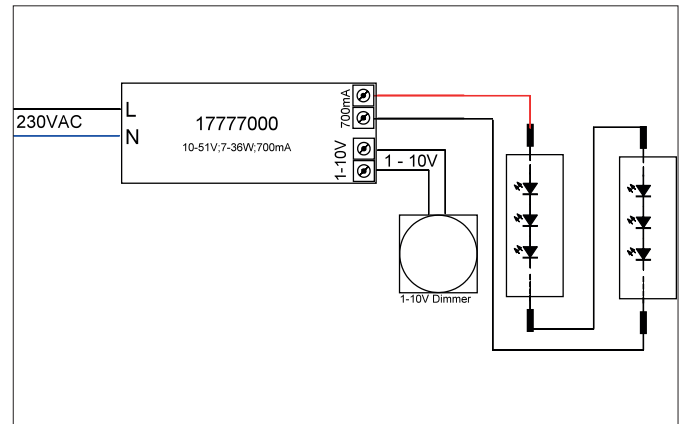 230VAC
L
N
17777000
10-51V;7-36W;700mA
700mA
1-10V
1 - 10V
1-10V Dimmer